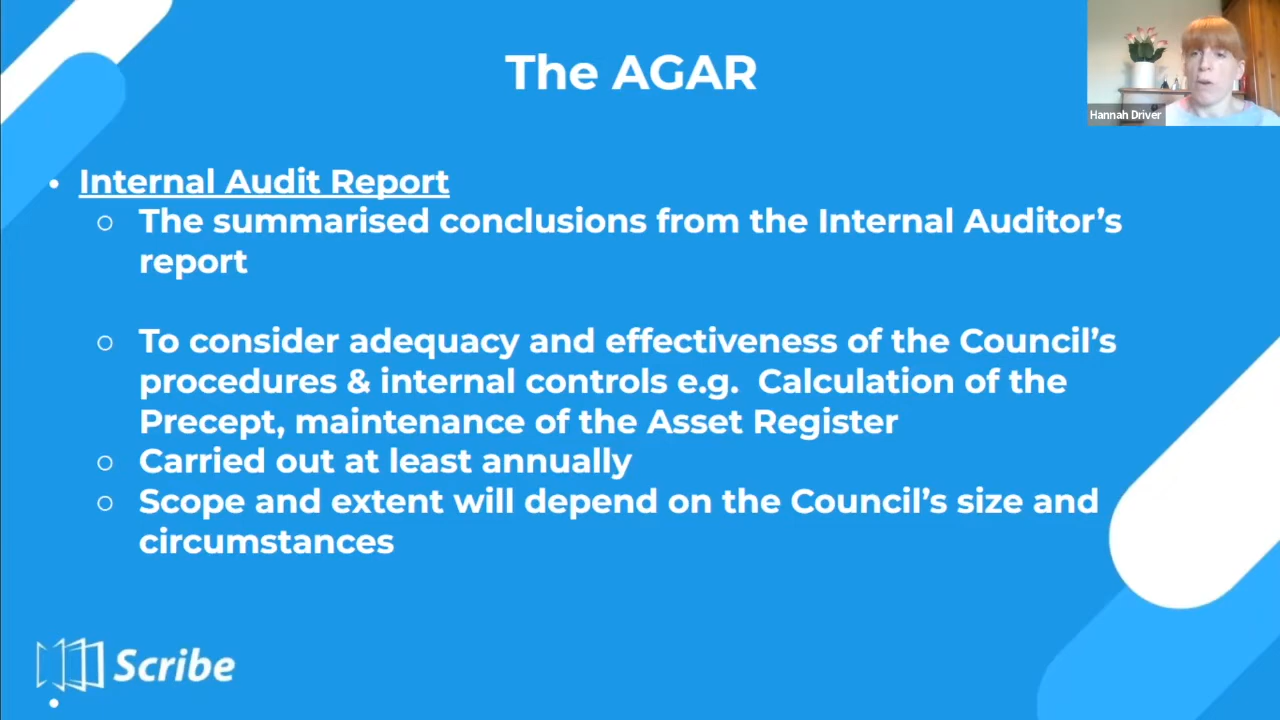 The AGAR
Hannah Driver
• Internal Audit Report
○ The summarised conclusions from the Internal Auditor’s
report
○ To consider adequacy and effectiveness of the Council’s
procedures & internal controls e.g.  Calculation of the
Precept, maintenance of the Asset Register
○ Carried out at least annually
○ Scope and extent will depend on the Council’s size and
circumstances
Scribe